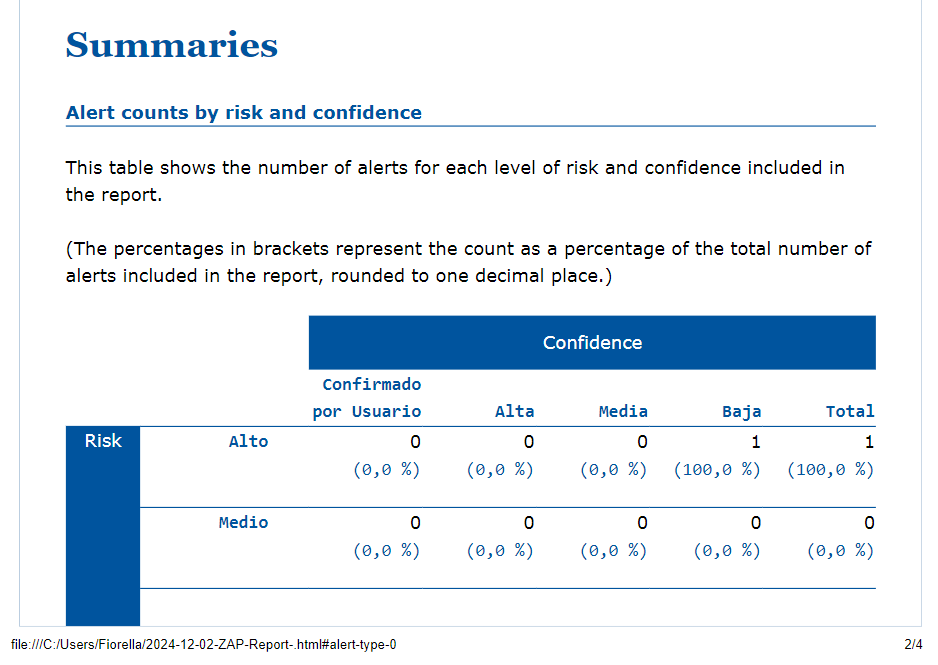 Summaries
Alert counts by risk and confidence
This table shows the number of alerts for each level of risk and confidence included in
the report.
(The percentages in brackets represent the count as a percentage of the total number of
alerts included in the report, rounded to one decimal place.)
Confidence
Confirmado
por Usuario Alta Media Baja Total
Risk Alto 0 0 0 1 1
(0,0 %) (0,0 %) (0,0 %) (100,0 %) (100,0 %)
Medio 0 0 0 0 0
(0,0 %) (0,0 %) (0,0 %) (0,0 %) (0,0 %)
file:///C:/Users/Fiorella/2024-12-02-ZAP-Report-.html#alert-type-0 2/4